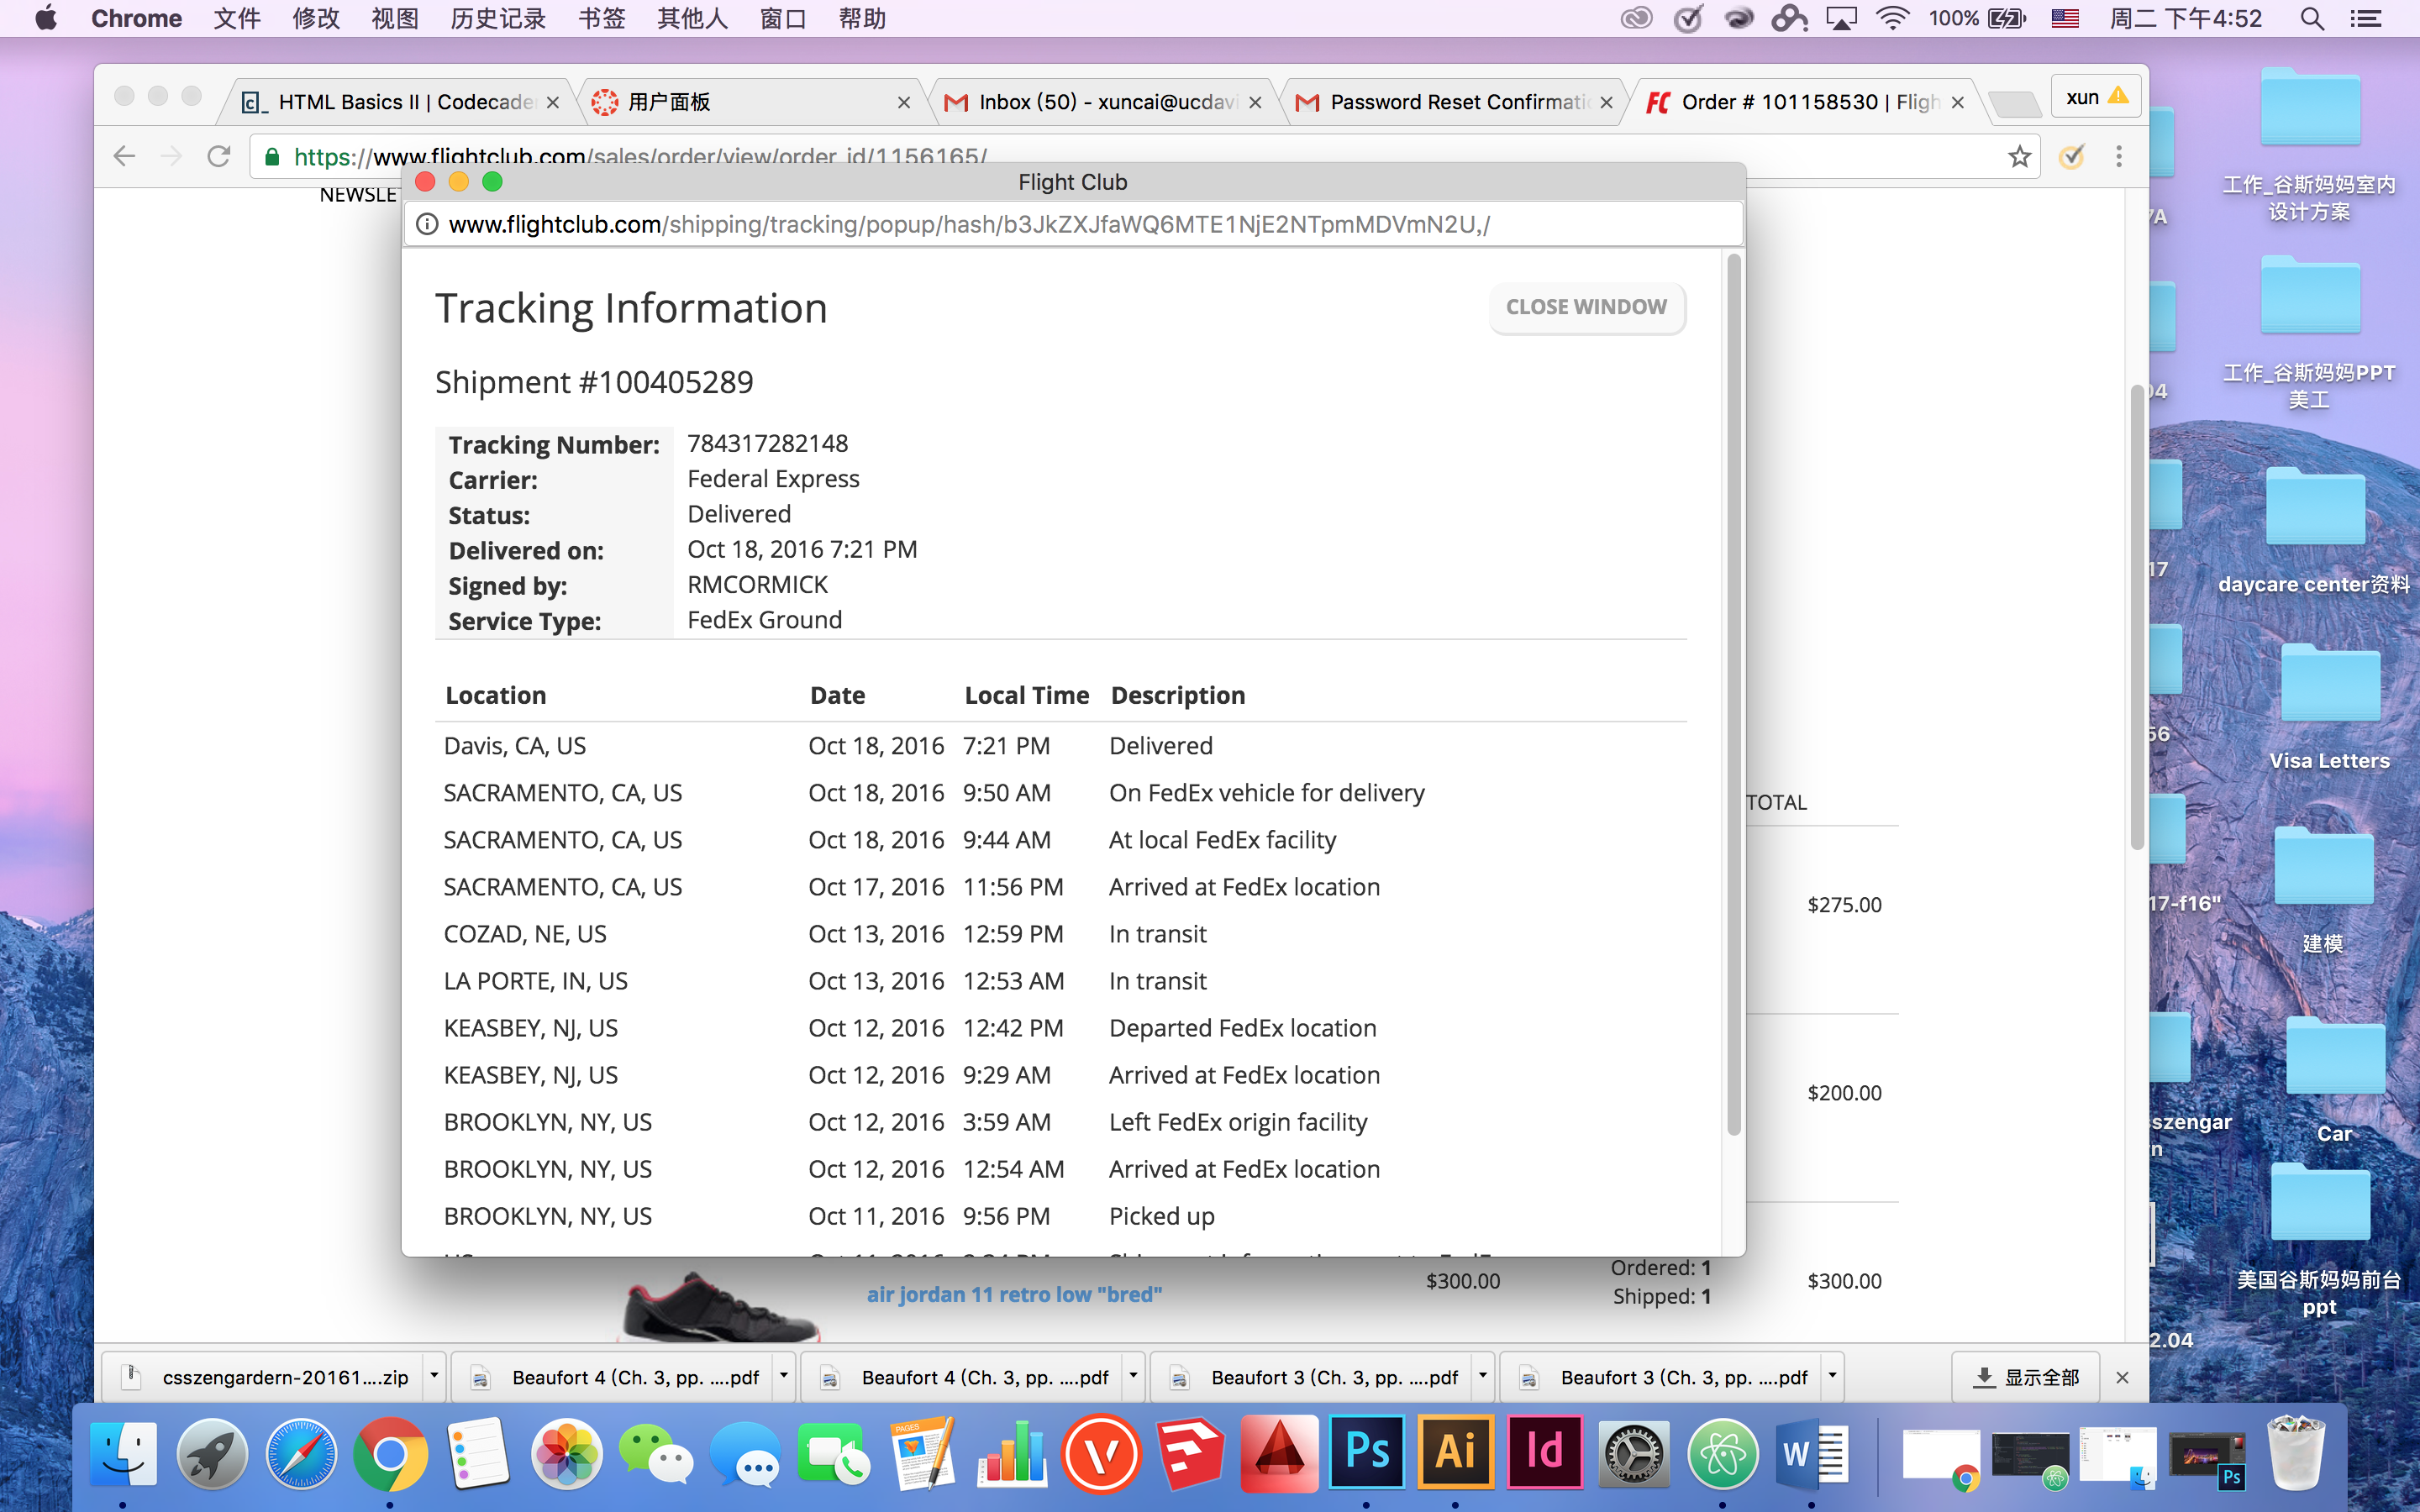 Chrome 文件 修改 视图 历史记录 书签 其他人 窗口 帮助 100% 周二 下午4:52
HTML Basics II | Codecade 用户面板 Inbox (50) - xuncai@ucdavi Password Reset Confirmati FC Order # 101158530 | Fligh xun
https://www.flightclub.com/sales/order/view/order_id/1156165/
NEWSLE
Flight Club
www.flightclub.com/shipping/tracking/popup/hash/b3JkZXJfaWQ6MTE1NjE2NTpmMDVmN2U,/
Tracking Information
CLOSE WINDOW
Shipment #100405289
Tracking Number: 784317282148
Carrier: Federal Express
Status: Delivered
Delivered on: Oct 18, 2016 7:21 PM
Signed by: RMCORMICK
Service Type: FedEx Ground
Location Date Local Time Description
Davis, CA, US Oct 18, 2016 7:21 PM Delivered
SACRAMENTO, CA, US Oct 18, 2016 9:50 AM On FedEx vehicle for delivery
SACRAMENTO, CA, US Oct 18, 2016 9:44 AM At local FedEx facility
SACRAMENTO, CA, US Oct 17, 2016 11:56 PM Arrived at FedEx location
COZAD, NE, US Oct 13, 2016 12:59 PM In transit
LA PORTE, IN, US Oct 13, 2016 12:53 AM In transit
KEASBEY, NJ, US Oct 12, 2016 12:42 PM Departed FedEx location
KEASBEY, NJ, US Oct 12, 2016 9:29 AM Arrived at FedEx location
BROOKLYN, NY, US Oct 12, 2016 3:59 AM Left FedEx origin facility
BROOKLYN, NY, US Oct 12, 2016 12:54 AM Arrived at FedEx location
BROOKLYN, NY, US Oct 11, 2016 9:56 PM Picked up
TOTAL
$275.00
$200.00
air jordan 11 retro low "bred"
$300.00
Ordered: 1
Shipped: 1
$300.00
工作_谷斯妈妈室内
设计方案
7A
工作_谷斯妈妈PPT
美工
04
daycare center资料
17
Visa Letters
56
建模
17-f16"
Car
sszengar
n
美国谷斯妈妈前台
ppt
2.04
csszengardern-20161....zip Beaufort 4 (Ch. 3, pp. ....pdf Beaufort 4 (Ch. 3, pp. ....pdf Beaufort 3 (Ch. 3, pp. ....pdf Beaufort 3 (Ch. 3, pp. ....pdf 显示全部
PAGES Ps Ai Id W Ps